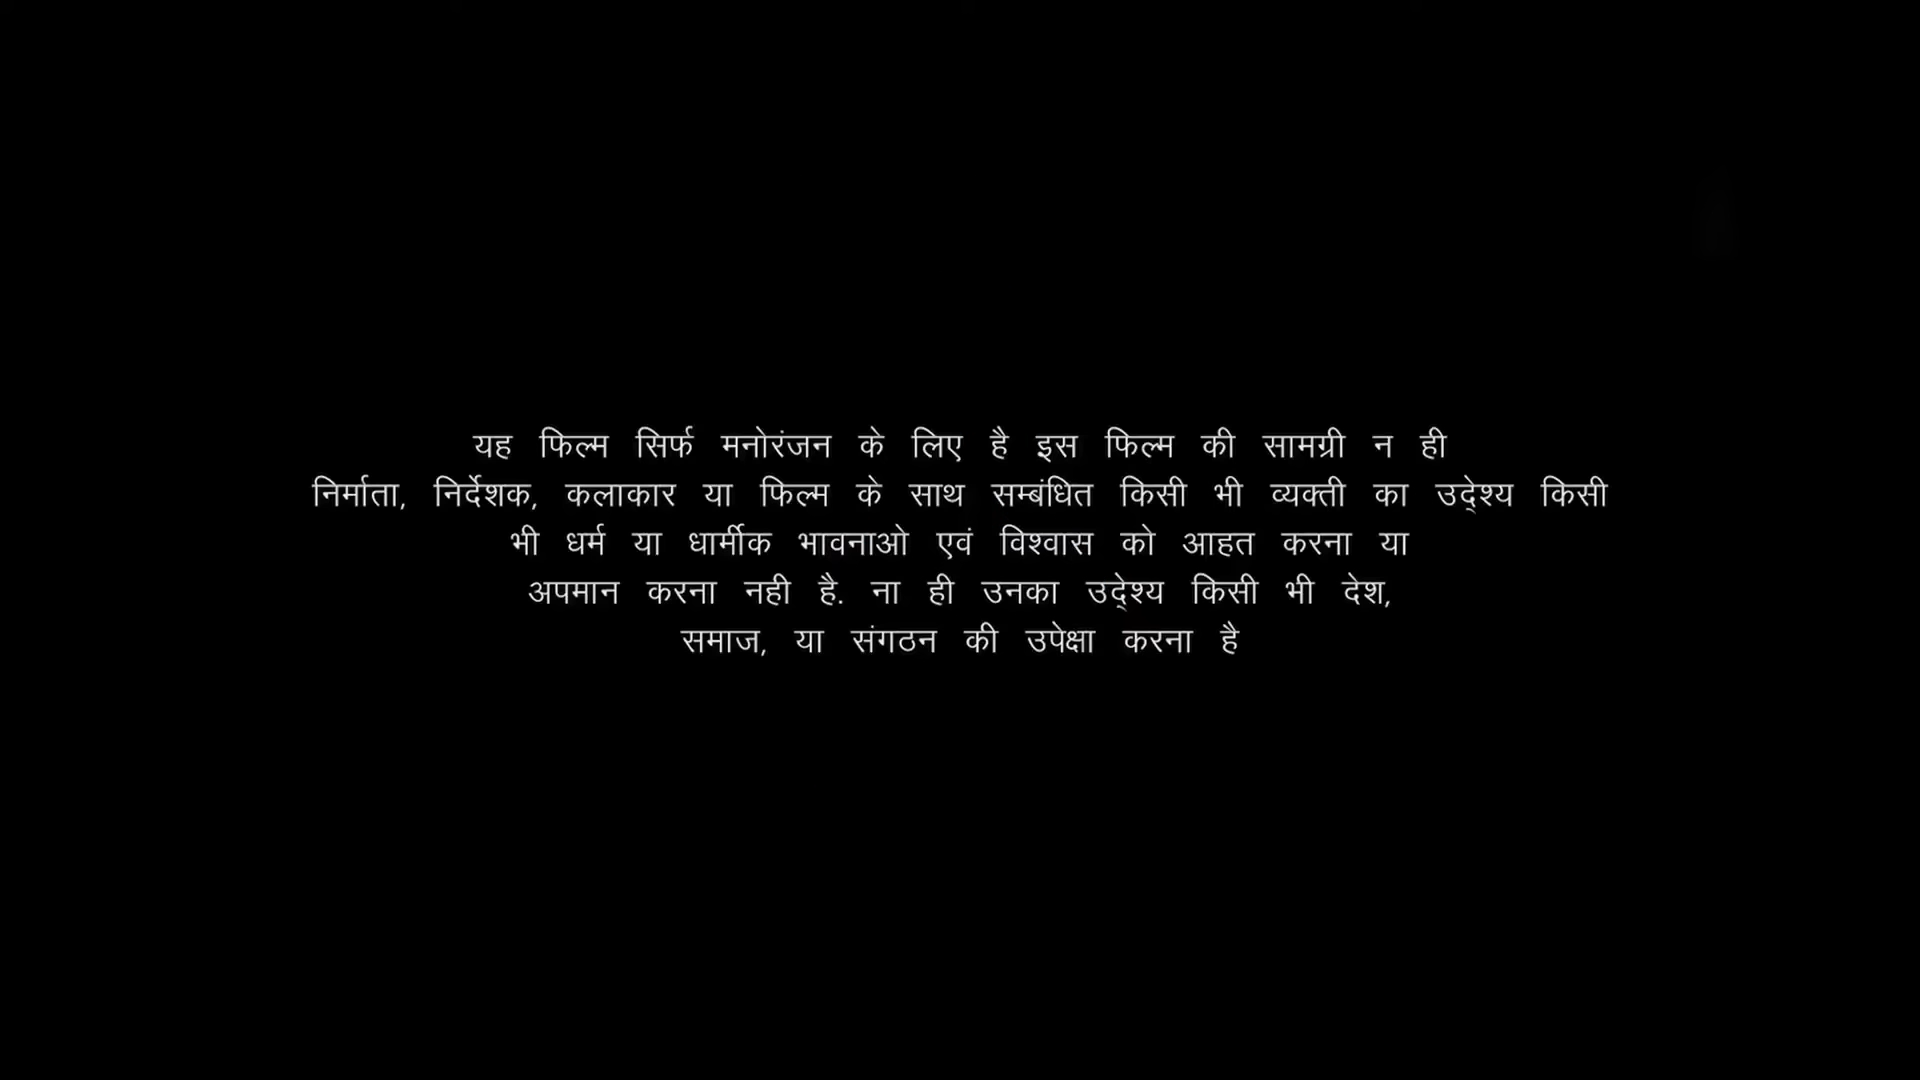 यह फिल्म सिर्फ मनोरंजन के लिए है इस फिल्म की सामग्री न ही
निर्माता, निर्देशक, कलाकार या फिल्म के साथ सम्बंधित किसी भी व्यक्ती का उद्देश्य किसी
भी धर्म या धार्मीक भावनाओ एवं विश्वास को आहत करना या
अपमान करना नही है. ना ही उनका उद्देश्य किसी भी देश,
समाज, या संगठन की उपेक्षा करना है